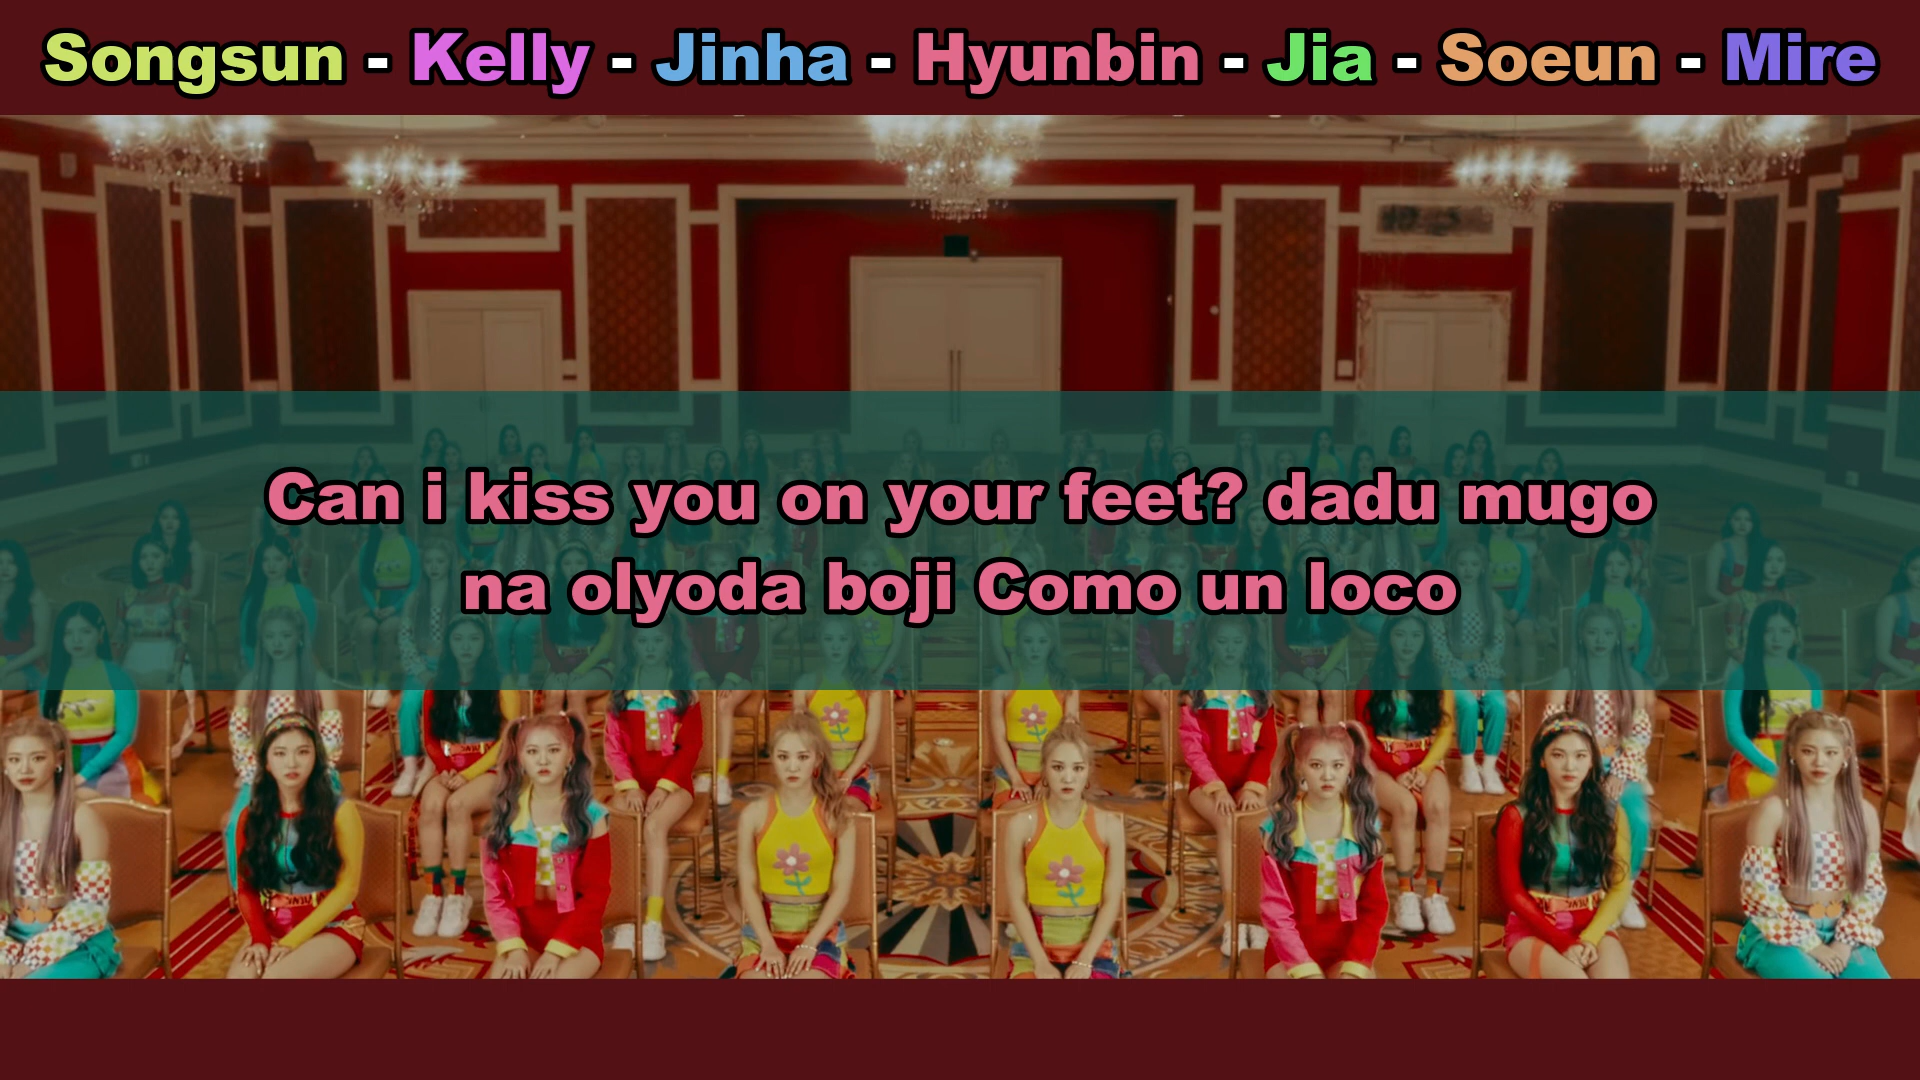 Songsun - Kelly - Jinha - Hyunbin - Jia - Soeun - Mire
Can i kiss you on your feet? dadu mugo
na olyoda boji Como un loco